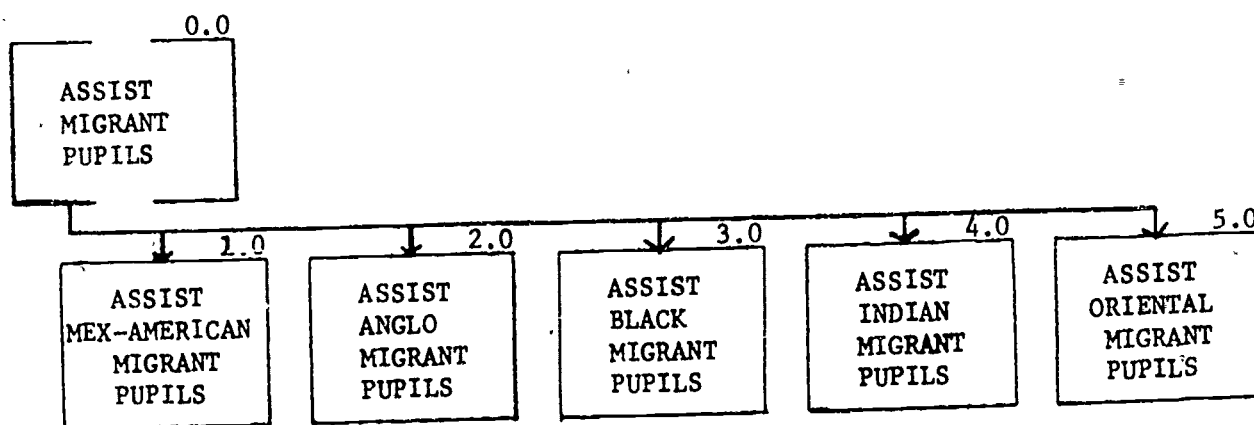 0.0
ASSIST
MIGRANT
PUPILS
1.0
ASSIST
MEX-AMERICAN
MIGRANT
PUPILS
2.0
ASSIST
ANGLO
MIGRANT
PUPILS
3.0
ASSIST
BLACK
MIGRANT
PUPILS
4.0
ASSIST
INDIAN
MIGRANT
PUPILS
5.0
ASSIST
ORIENTAL
MIGRANT
PUPILS